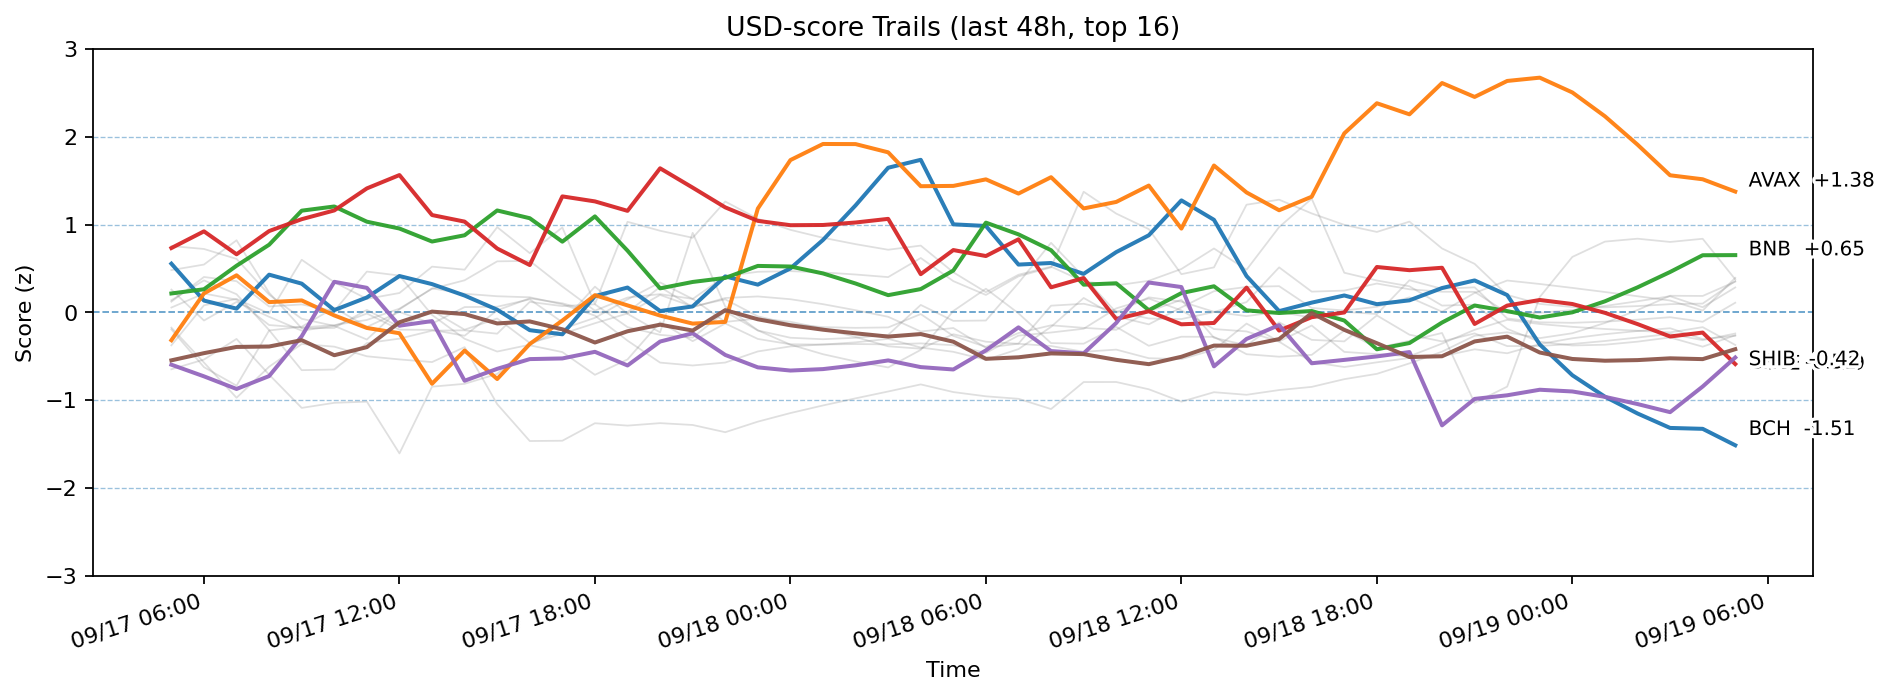 USD-score Trails (last 48h, top 16)
Score (z)
3
2
1
0
−1
−2
−3
AVAX +1.38
BNB +0.65
SHIB -0.42
BCH -1.51
09/17 06:00
09/17 12:00
09/17 18:00
09/18 00:00
09/18 06:00
09/18 12:00
09/18 18:00
09/19 00:00
09/19 06:00
Time